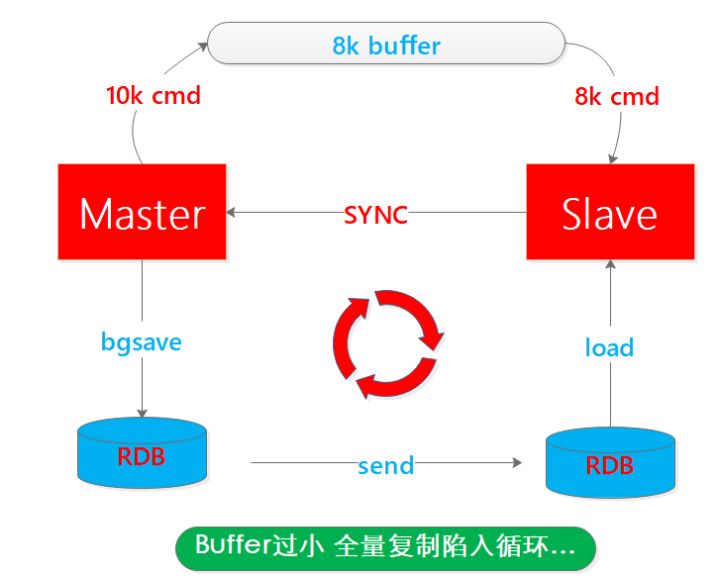 8k buffer
10k cmd
8k cmd
Master
SYNC
Slave
bgsave
load
RDB
send
RDB
Buffer过小 全量复制陷入循环...